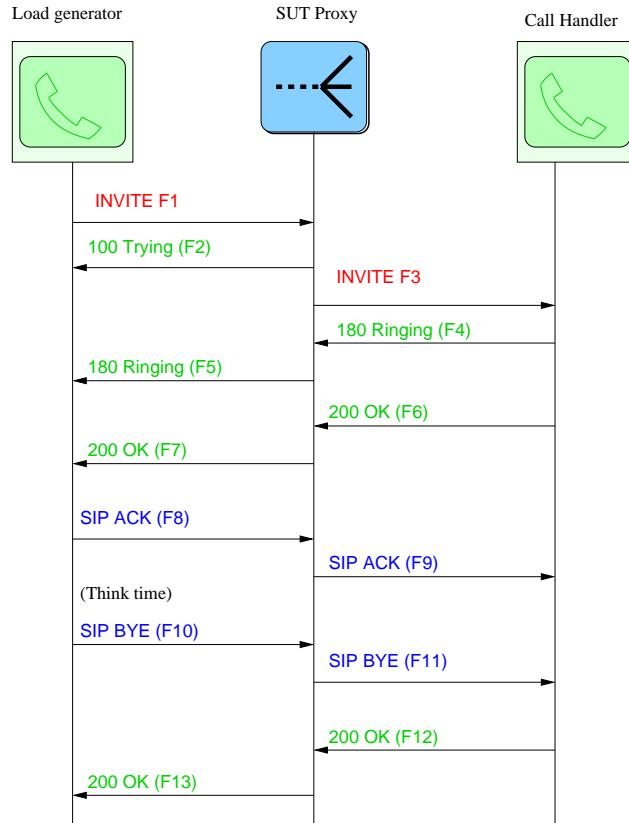 Load generator
SUT Proxy
Call Handler
INVITE F1
100 Trying (F2)
INVITE F3
180 Ringing (F4)
180 Ringing (F5)
200 OK (F6)
200 OK (F7)
SIP ACK (F8)
SIP ACK (F9)
(Think time)
SIP BYE (F10)
SIP BYE (F11)
200 OK (F12)
200 OK (F13)